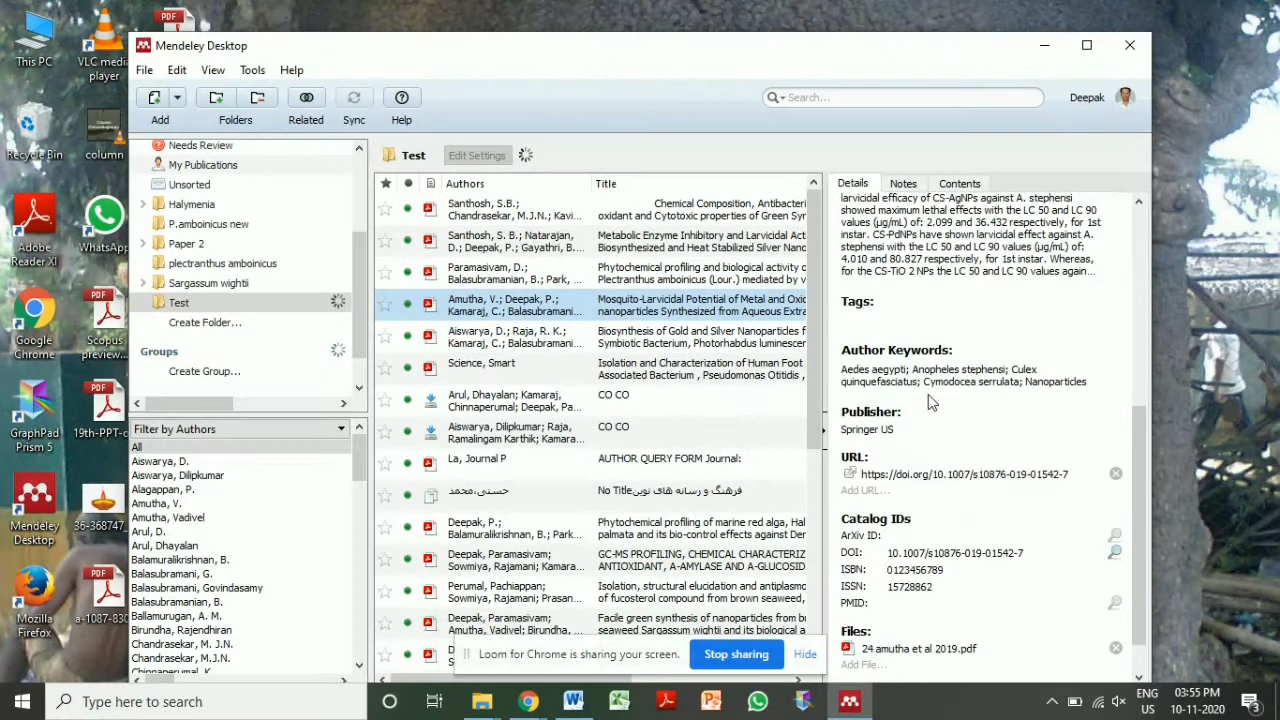 This PC
VLC media
player
Recycle Bin
column
Adobe
Reader XI
WhatsApp
Google
Chrome
Scopus
preview...
GraphPad
Prism 5
19th-PPT-c
Mendeley
Desktop
36-368747_
Mozilla
Firefox
a-1087-830
PDF
Mendeley Desktop
File Edit View Tools Help
Add Folders Related Sync Help
Search...
Deepak
Needs Review
My Publications
Unsorted
Halymenia
P.amboinicus new
Paper 2
plectranthus amboinicus
Sargassum wightii
Test
Create Folder...
Groups
Create Group...
Filter by Authors
All
Aiswarya, D.
Aiswarya, Dilipkumar
Alagappan, P.
Amutha, V.
Amutha, Vadivel
Arul, D.
Arul, Dhayalan
Balamuralikrishnan, B.
Balasubramani, G.
Balasubramani, Govindasamy
Balasubramanian, B.
Ballamurugan, A. M.
Birundha, Rajendhiran
Chandrasekar, M. J.N.
Chandrasekar, M.J.N.
Chinnaperumal, K.
Test Edit Settings
Authors Title
Santhosh, S.B.;
Chandrasekar, M.J.N.; Kavi...
Chemical Composition, Antibacteri
oxidant and Cytotoxic properties of Green Syr
Santhosh, S. B.; Natarajan,
D.; Deepak, P.; Gayathri, B....
Metabolic Enzyme Inhibitory and Larvicidal Act
Biosynthesized and Heat Stabilized Silver Nano
Paramasivam, D.;
Balasubramanian, B.; Park,...
Phytochemical profiling and biological activity o
Plectranthus amboinicus (Lour.) mediated by v
Amutha, V.; Deepak, P.;
Kamaraj, C.; Balasubramani...
Mosquito-Larvicidal Potential of Metal and Oxid
nanoparticles Synthesized from Aqueous Extra
Aiswarya, D.; Raja, R. K.;
Kamaraj, C.; Balasubramani...
Biosynthesis of Gold and Silver Nanoparticles f
Symbiotic Bacterium, Photorhabdus luminescer
Science, Smart
Isolation and Characterization of Human Foot
Associated Bacterium , Pseudomonas Otitidis ,
Arul, Dhayalan; Kamaraj,
Chinnaperumal; Deepak, Pa...
CO CO
Aiswarya, Dilipkumar; Raja,
Ramalingam Karthik; Kamara...
CO CO
La, Journal P
AUTHOR QUERY FORM Journal:
حسنی،محمد
No Titleفرهنگ و رسانه های نوین
Deepak, P.;
Balamuralikrishnan, B.; Park...
Phytochemical profiling of marine red alga, Hal
palmata and its bio-control effects against Der
Deepak, Paramasivam;
Sowmiya, Rajamani; Kamara...
GC-MS PROFILING, CHEMICAL CHARACTERIZ
ANTIOXIDANT, Α-AMYLASE AND Α-GLUCOSID
Perumal, Pachiappan;
Sowmiya, Rajamani; Prasan...
Isolation, structural elucidation and antiplasmo
of fucosterol compound from brown seaweed,
Deepak, Paramasivam;
Amutha, Vadivel; Birundha, ...
Facile green synthesis of nanoparticles from br
seaweed Sargassum wightii and its biological a
Details Notes Contents
larvicidal efficacy of CS-AgNPs against A. stephensi
showed maximum lethal effects with the LC 50 and LC 90
values (µg/mL) of: 2.099 and 36.432 respectively, for 1st
instar. CS-PdNPs have shown larvicidal effect against A.
stephensi with the LC 50 and LC 90 values (µg/mL) of:
4.010 and 80.827 respectively, for 1st instar. Whereas,
for the CS-TiO 2 NPs the LC 50 and LC 90 values again...
Tags:
Author Keywords:
Aedes aegypti; Anopheles stephensi; Culex
quinquefasciatus; Cymodocea serrulata; Nanoparticles
Publisher:
Springer US
URL:
https://doi.org/10.1007/s10876-019-01542-7
Add URL...
Catalog IDs
ArXiv ID:
DOI: 10.1007/s10876-019-01542-7
ISBN: 0123456789
ISSN: 15728862
PMID:
Files:
24 amutha et al 2019.pdf
Add File...
Loom for Chrome is sharing your screen. Stop sharing Hide
Type here to search
ENG
US
03:55 PM
10-11-2020
3